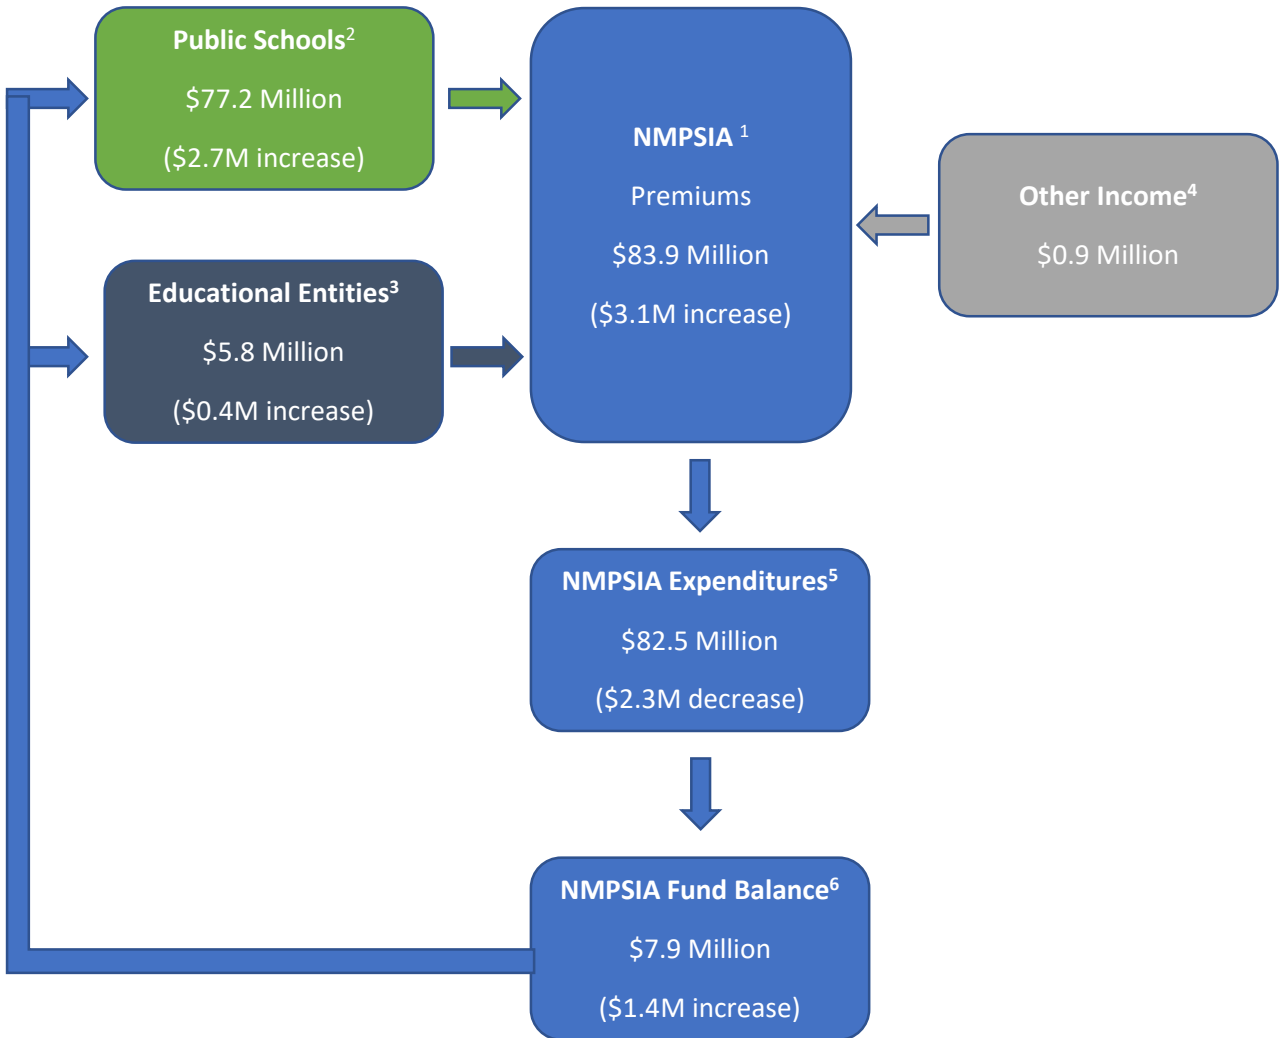 Public Schools²
$77.2 Million
($2.7M increase)
NMPSIA ¹
Premiums
$83.9 Million
($3.1M increase)
Other Income⁴
$0.9 Million
Educational Entities³
$5.8 Million
($0.4M increase)
NMPSIA Expenditures⁵
$82.5 Million
($2.3M decrease)
NMPSIA Fund Balance⁶
$7.9 Million
($1.4M increase)